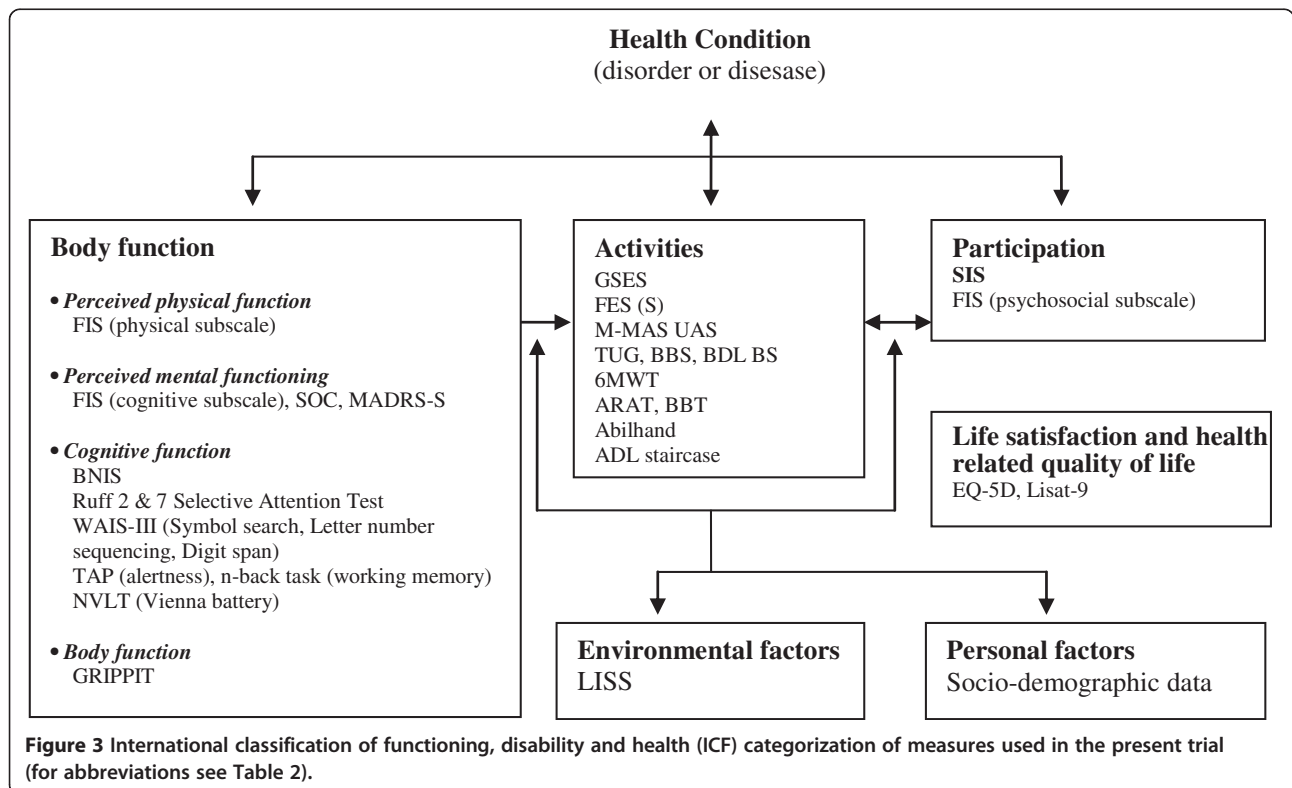 Health Condition
(disorder or disesase)
Body function
• Perceived physical function
FIS (physical subscale)
• Perceived mental functioning
FIS (cognitive subscale), SOC, MADRS-S
• Cognitive function
BNIS
Ruff 2 & 7 Selective Attention Test
WAIS-III (Symbol search, Letter number
sequencing, Digit span)
TAP (alertness), n-back task (working memory)
NVLT (Vienna battery)
• Body function
GRIPPIT
Activities
GSES
FES (S)
M-MAS UAS
TUG, BBS, BDL BS
6MWT
ARAT, BBT
Abilhand
ADL staircase
Participation
SIS
FIS (psychosocial subscale)
Life satisfaction and health
related quality of life
EQ-5D, Lisat-9
Environmental factors
LISS
Personal factors
Socio-demographic data
Figure 3 International classification of functioning, disability and health (ICF) categorization of measures used in the present trial
(for abbreviations see Table 2).